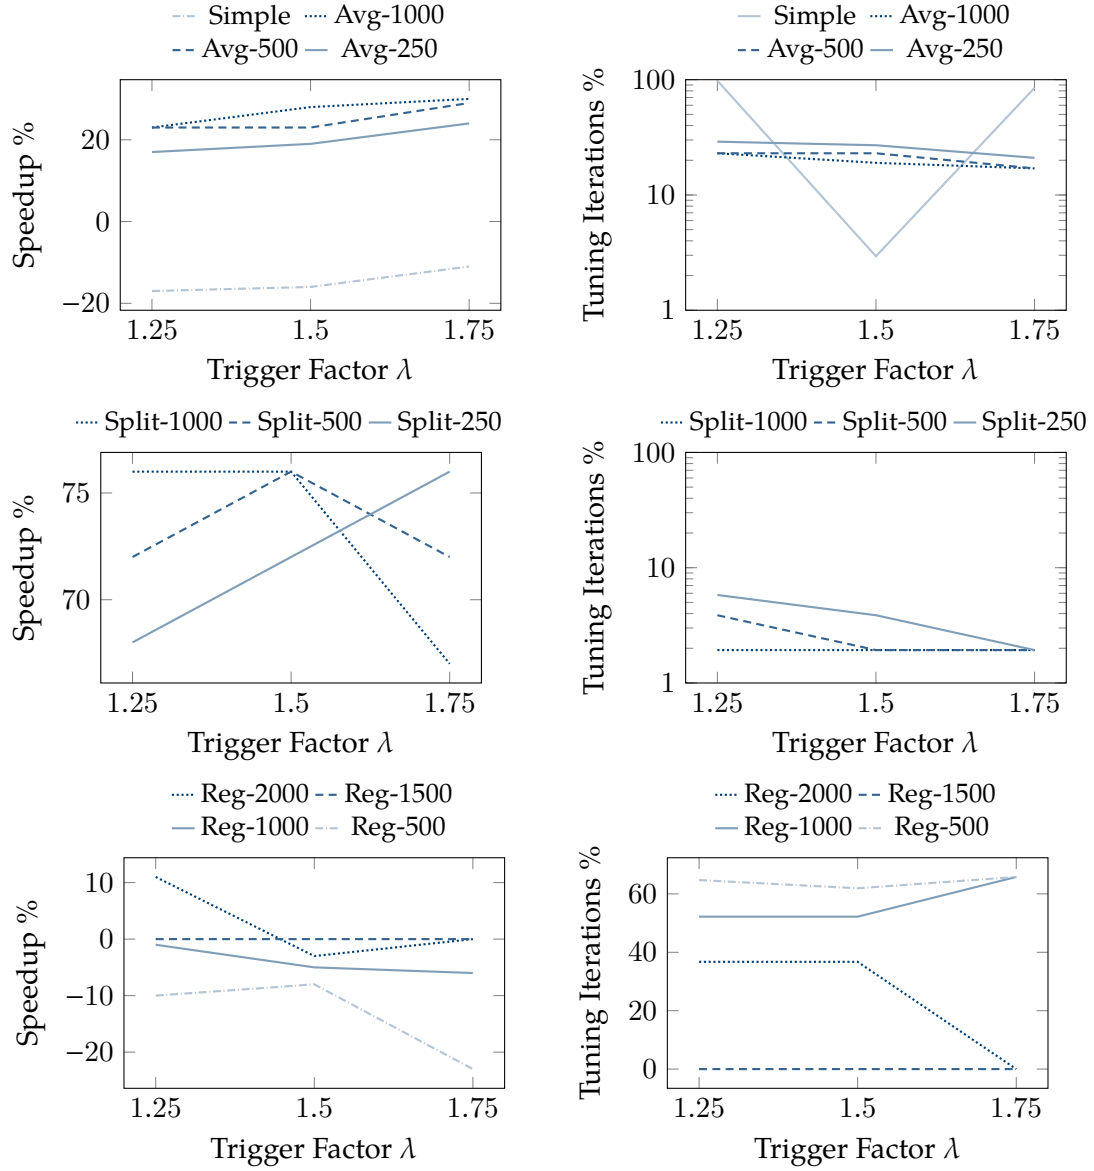 Simple Avg-1000
Avg-500 Avg-250
Speedup %
20
0
−20
1.25 1.5 1.75
Trigger Factor λ
Simple Avg-1000
Avg-500 Avg-250
Tuning Iterations %
100
10
1
1.25 1.5 1.75
Trigger Factor λ
Split-1000 Split-500 Split-250
Speedup %
75
70
1.25 1.5 1.75
Trigger Factor λ
Split-1000 Split-500 Split-250
Tuning Iterations %
100
10
1
1.25 1.5 1.75
Trigger Factor λ
Reg-2000 Reg-1500
Reg-1000 Reg-500
Speedup %
10
0
−10
−20
1.25 1.5 1.75
Trigger Factor λ
Reg-2000 Reg-1500
Reg-1000 Reg-500
Tuning Iterations %
60
40
20
0
1.25 1.5 1.75
Trigger Factor λ